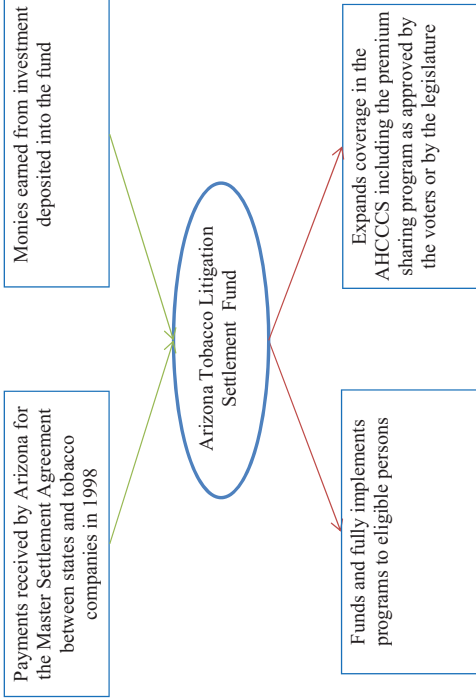 Payments received by Arizona for
the Master Settlement Agreement
between states and tobacco
companies in 1998
Monies earned from investment
deposited into the fund
Arizona Tobacco Litigation
Settlement Fund
Funds and fully implements
programs to eligible persons
Expands coverage in the
AHCCCS including the premium
sharing program as approved by
the voters or by the legislature